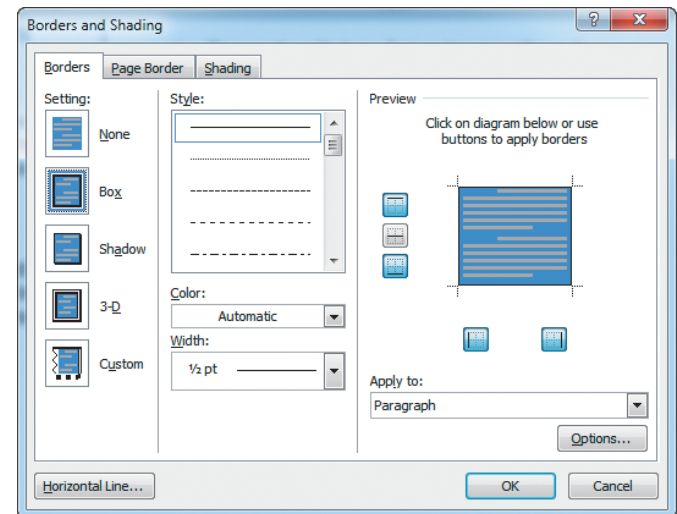 Borders and Shading
Borders
Page Border
Shading
Setting:
None
Box
Shadow
3-D
Custom
Style:
Color:
Automatic
Width:
½ pt
Preview
Click on diagram below or use
buttons to apply borders
Apply to:
Paragraph
Options...
Horizontal Line...
OK
Cancel